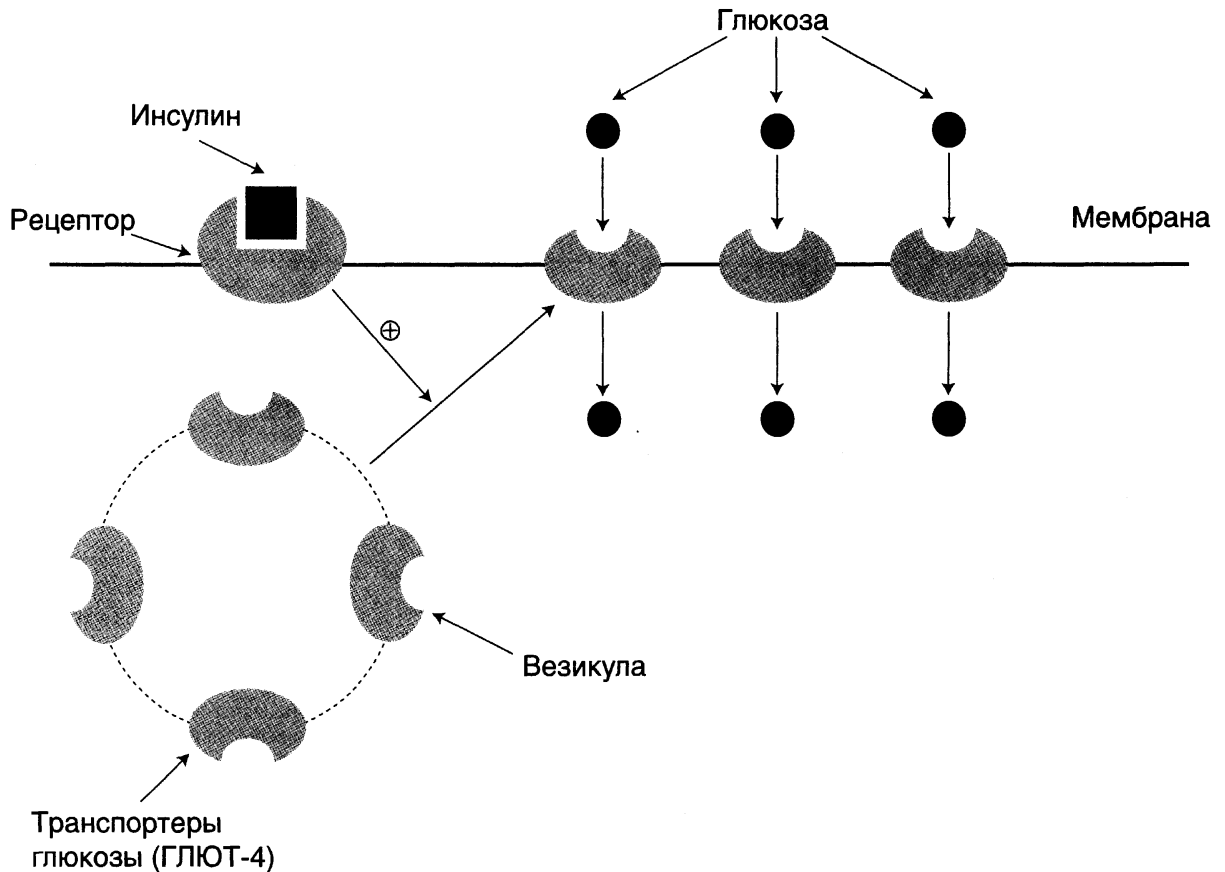 Глюкоза
Инсулин
Рецептор
Мембрана
⊕
Везикула
Транспортеры
глюкозы (ГЛЮТ-4)